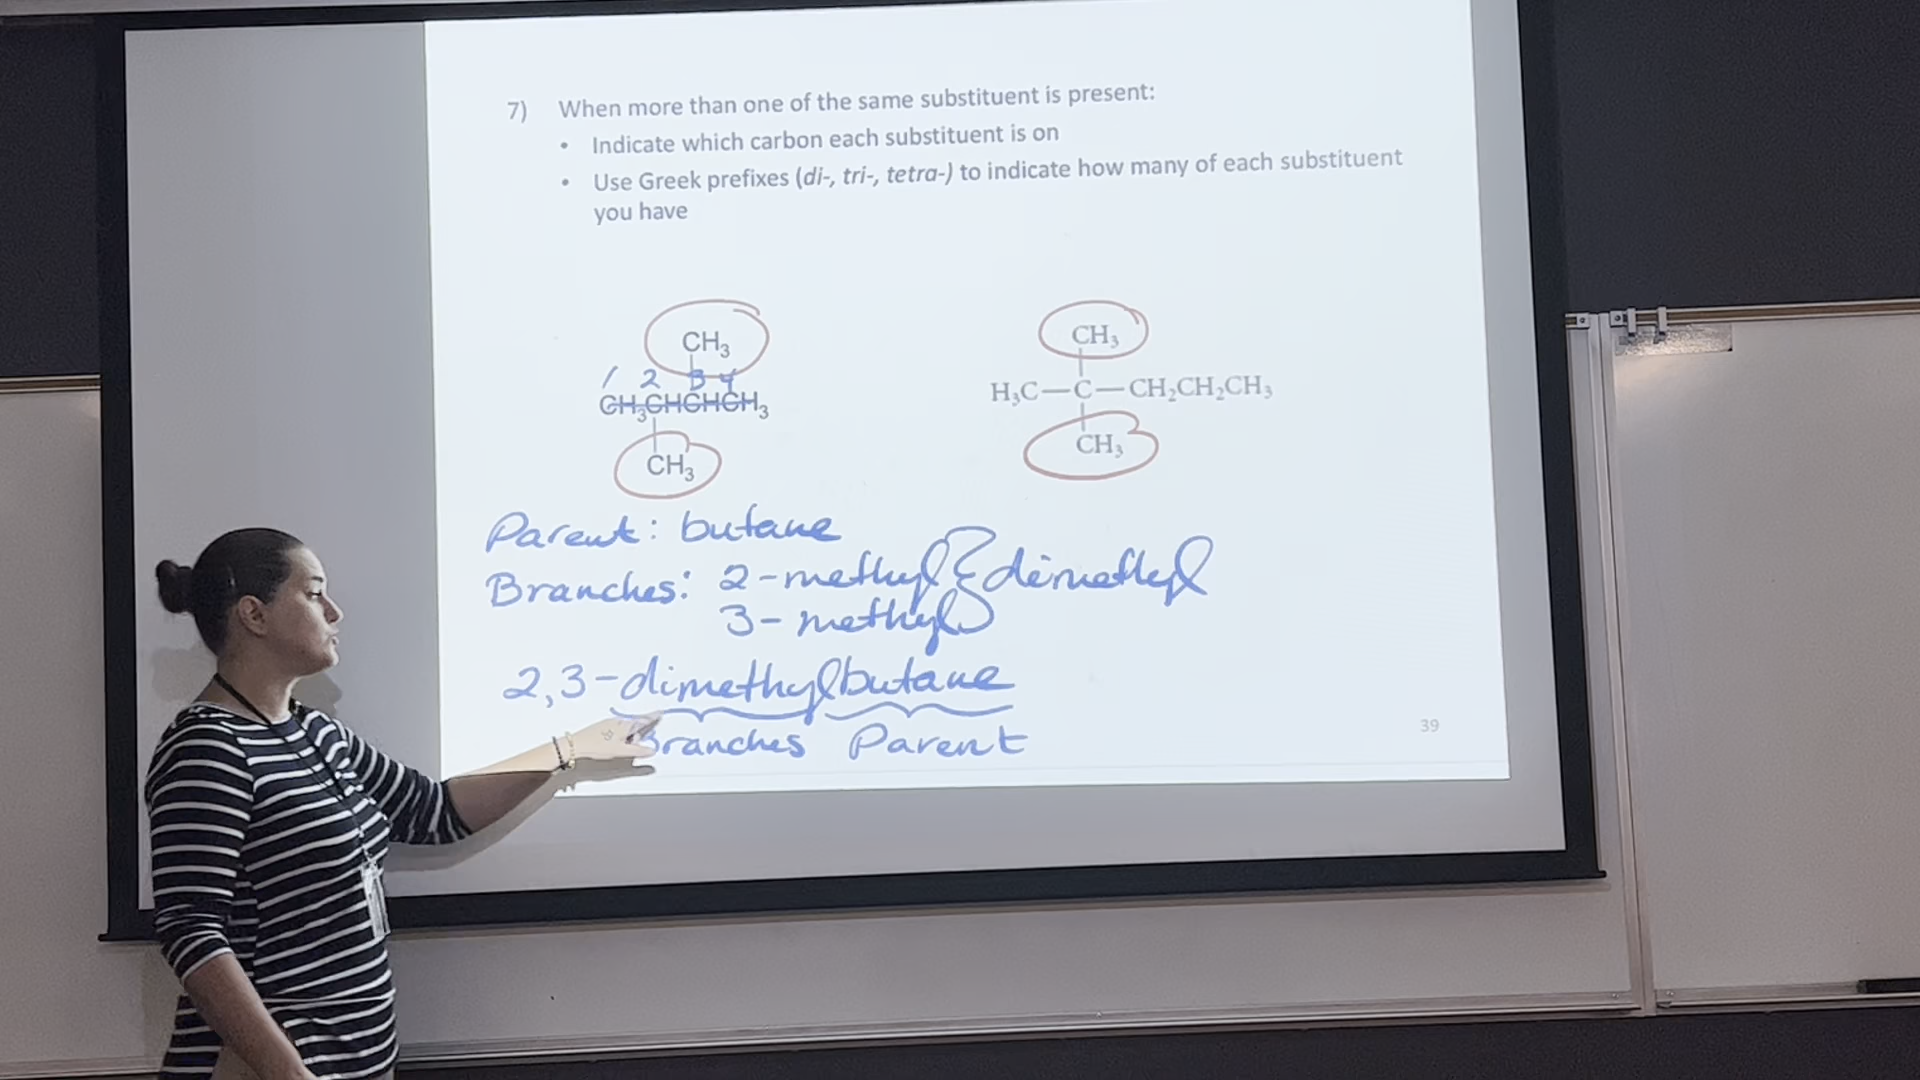 7) When more than one of the same substituent is present:
• Indicate which carbon each substituent is on
• Use Greek prefixes (di-, tri-, tetra-) to indicate how many of each substituent
you have
CH₃
1 2 3 4
CH₃CHCHCH₃
CH₃
CH₃
H₃C—C—CH₂CH₂CH₃
CH₃
Parent: butane
Branches: 2-methyl } dimethyl
3-methyl
2,3-dimethylbutane
Branches Parent
39